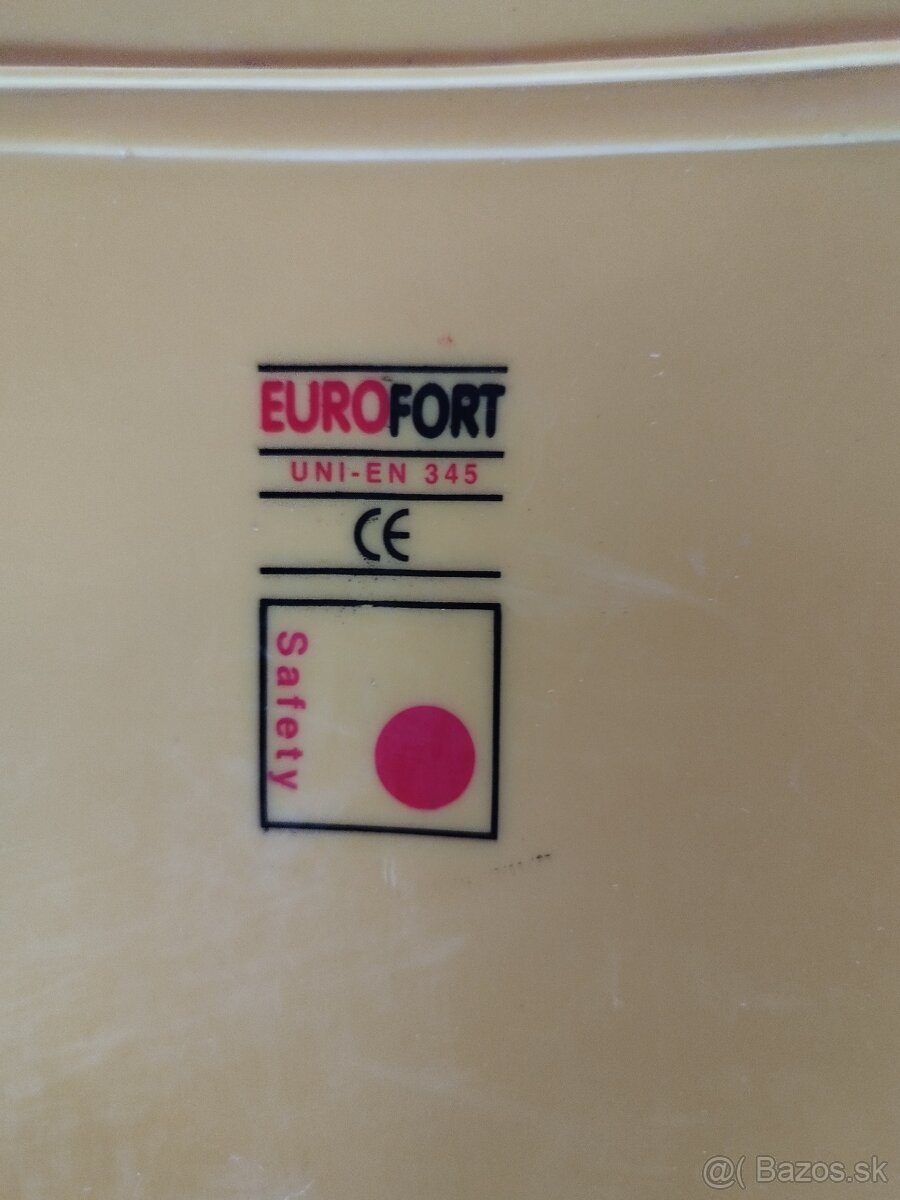 EUROFORT
UNI-EN 345
CE
Safety
@( Bazos.sk